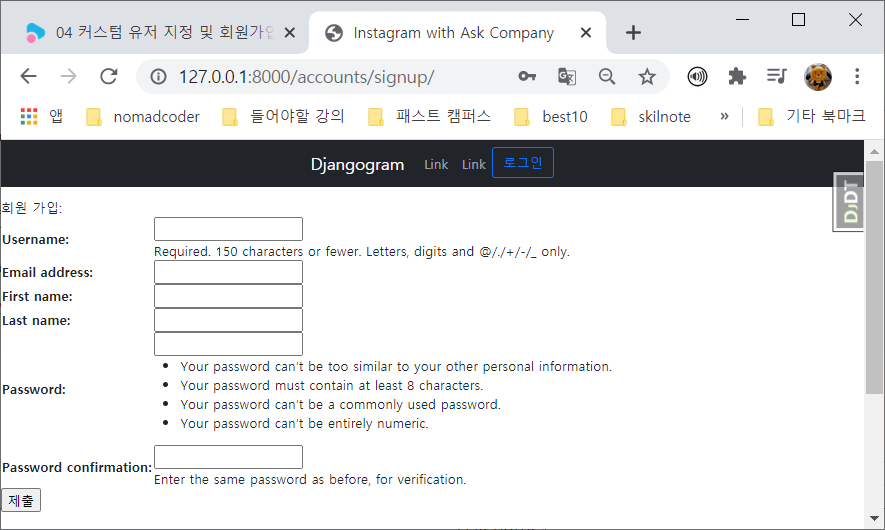 04 커스텀 유저 지정 및 회원가입
Instagram with Ask Company
127.0.0.1:8000/accounts/signup/
앱 nomadcoder 들어야할 강의 패스트 캠퍼스 best10 skilnote » 기타 북마크
Djangogram Link Link 로그인
DJDT
회원 가입:
Username:
Required. 150 characters or fewer. Letters, digits and @/./+/-/_ only.
Email address:
First name:
Last name:
Password:
• Your password can't be too similar to your other personal information.
• Your password must contain at least 8 characters.
• Your password can't be a commonly used password.
• Your password can't be entirely numeric.
Password confirmation:
Enter the same password as before, for verification.
제출